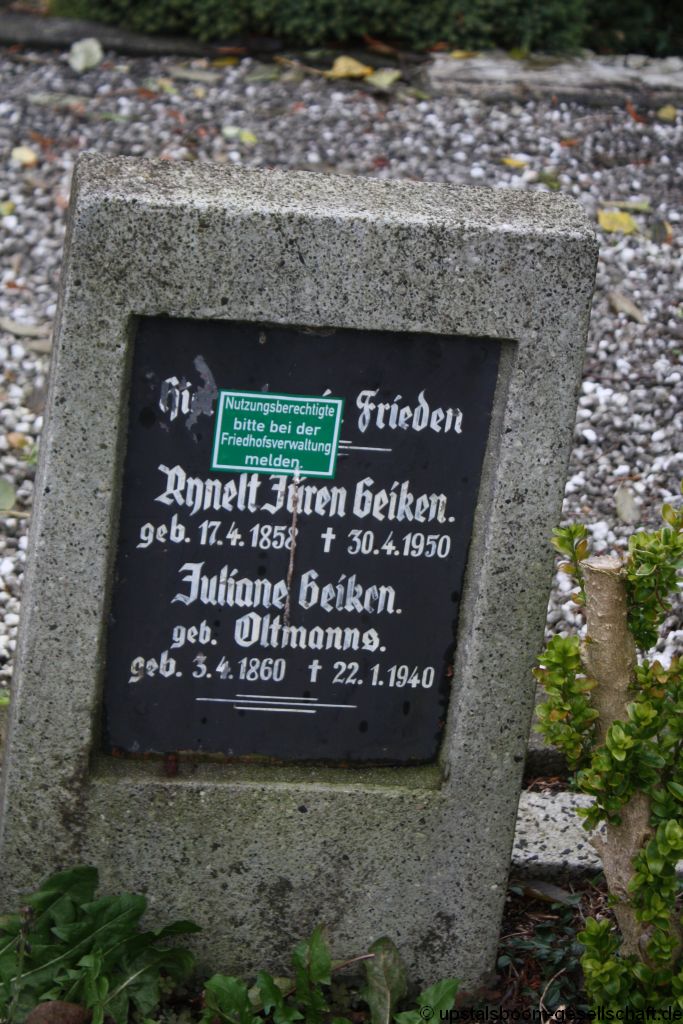 Frieden
Nutzungsberechtigte
bitte bei der
Friedhofsverwaltung
melden.
Rynelt Jüren Geiken.
geb. 17.4.1858 † 30.4.1950
Juliane Geiken.
geb. Oltmanns.
geb. 3.4.1860 † 22.1.1940
© upstalsboom-gesellschaft.de